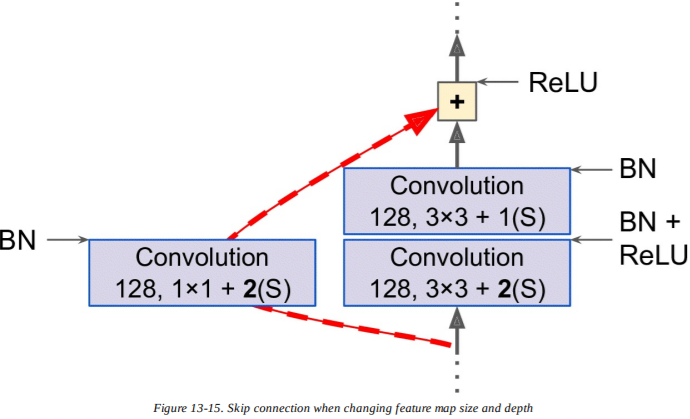 ReLU
+
BN
Convolution
128, 3×3 + 1(S)
BN +
ReLU
BN
Convolution
128, 1×1 + 2(S)
Convolution
128, 3×3 + 2(S)
Figure 13-15. Skip connection when changing feature map size and depth